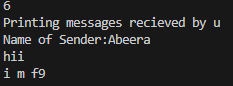 6
Printing messages recieved by u
Name of Sender:Abeera
hii
i m f9